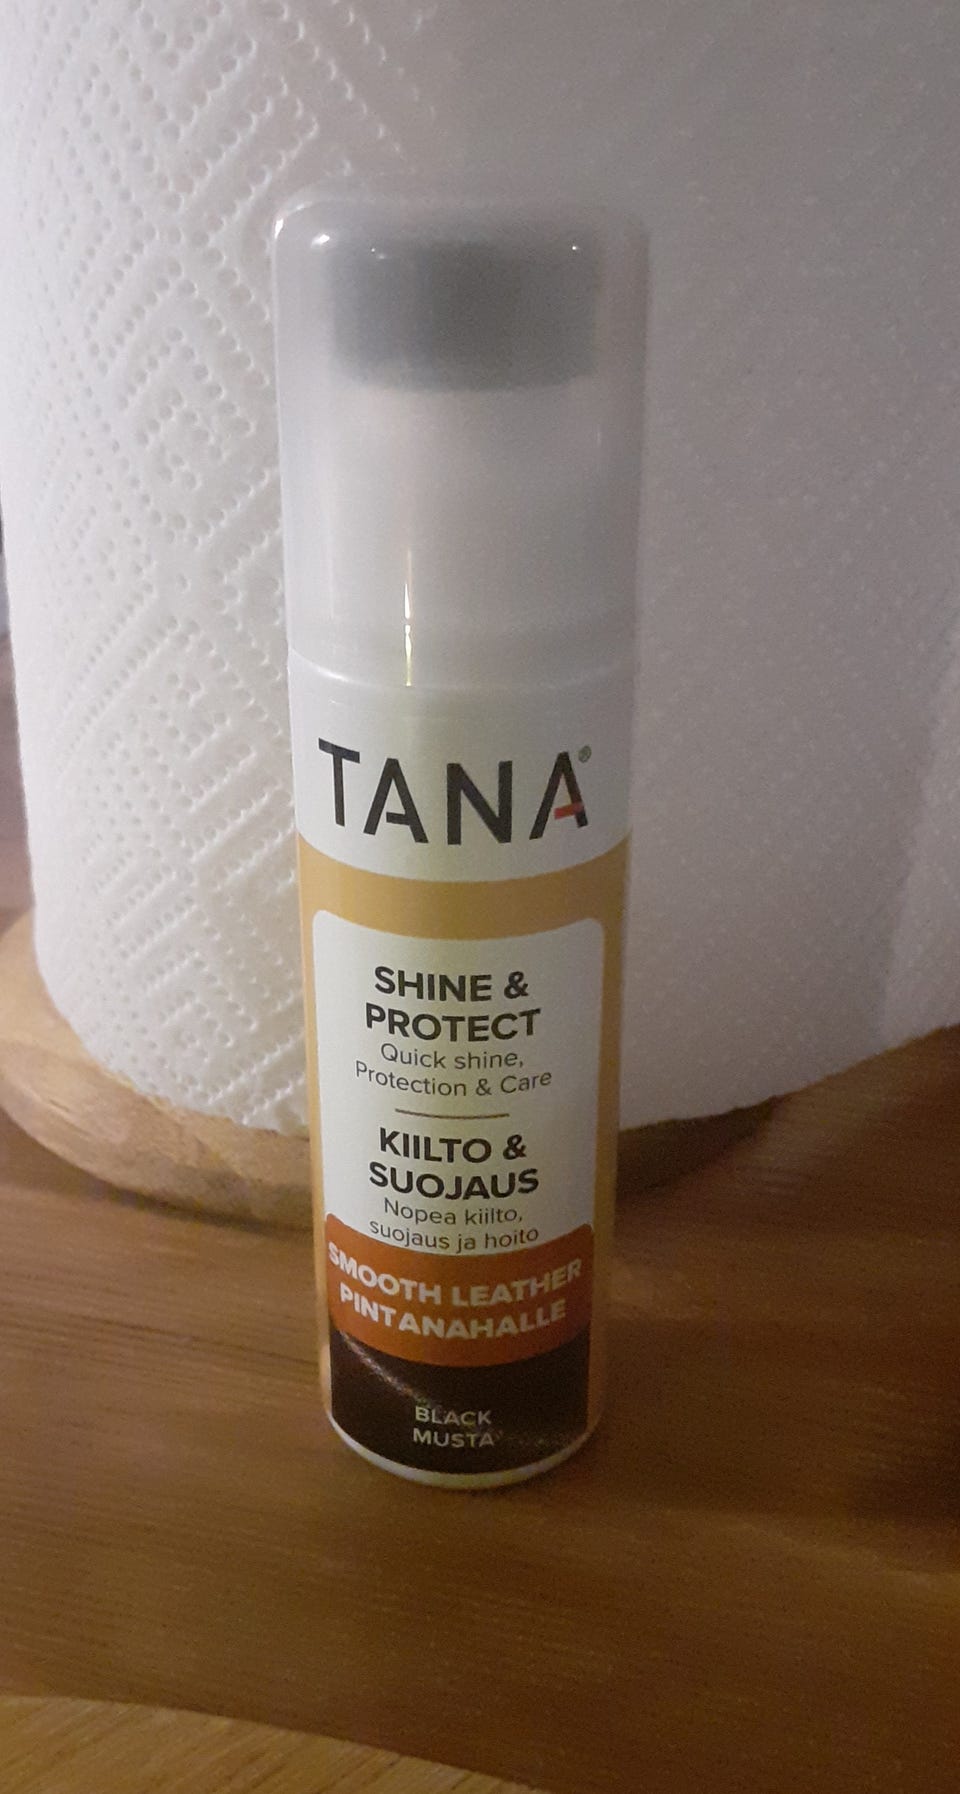 TANA®
SHINE &
PROTECT
Quick shine,
Protection & Care
KIILTO &
SUOJAUS
Nopea kiilto,
suojaus ja hoito
SMOOTH LEATHER
PINTANAHALLE
BLACK
MUSTA